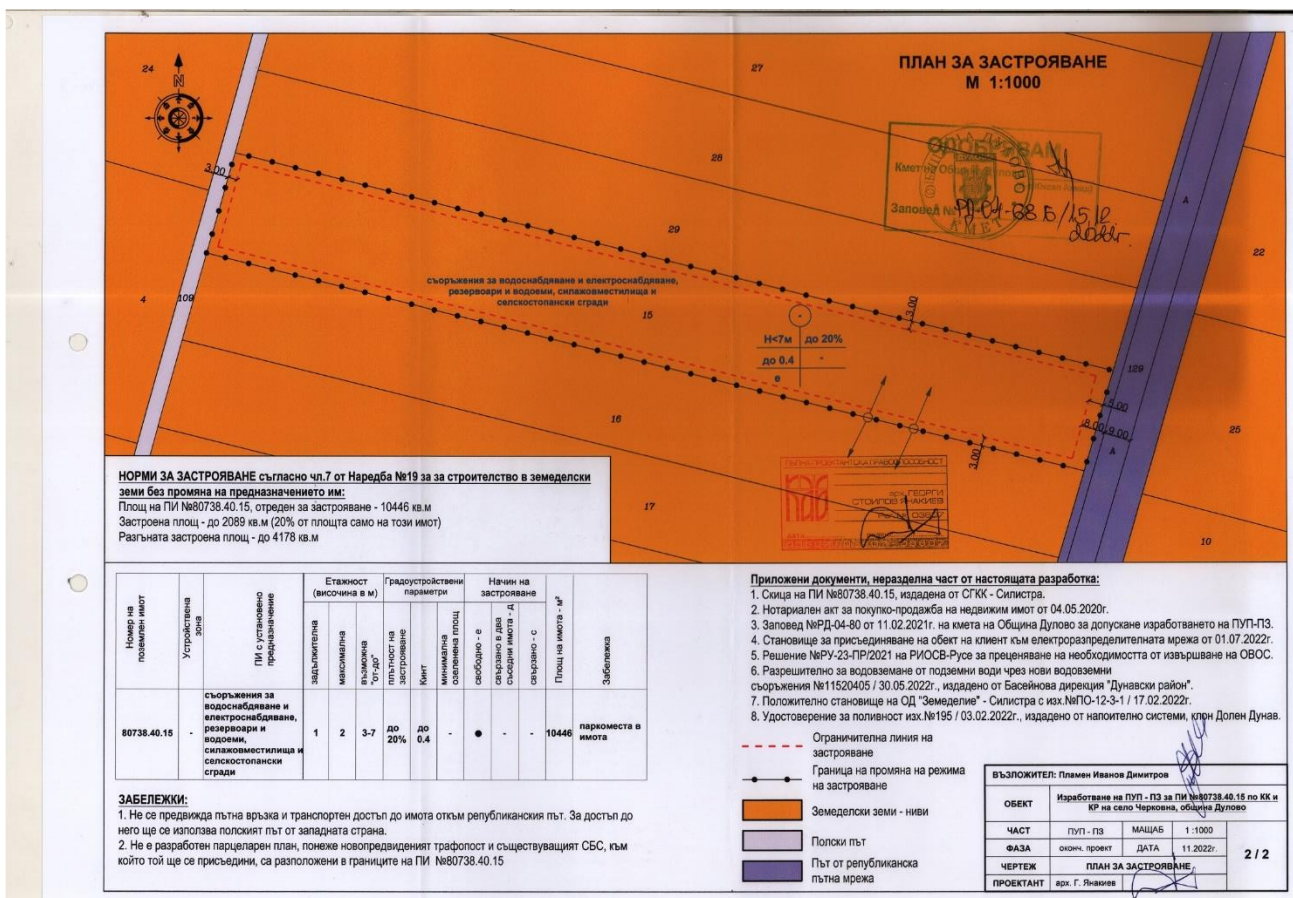 ПЛАН ЗА ЗАСТРОЯВАНЕ
М 1:1000
24
N
27
28
29
3.00
ОДОБРЯВАМ
Кмет на Община Дулово
Заповед № РД-04-
2022г.
ОБЩИНА ДУЛОВО
КМЕТ
A
22
съоръжения за водоснабдяване и електроснабдяване,
резервоари и водоеми, силажовместилища и
селскостопански сгради
4
109
15
3.00
H<7м до 20%
до 0.4 -
е
129
5.00
8.00 9.00
A
25
16
3.00
17
10
ПЪЛНА ПРОЕКТАНТСКА ПРАВОСПОСОБНОСТ
КАБ
арх. ГЕОРГИ
СТОИЛОВ ЯНАКИЕВ
НОРМИ ЗА ЗАСТРОЯВАНЕ съгласно чл.7 от Наредба №19 за за строителство в земеделски
земи без промяна на предназначението им:
Площ на ПИ №80738.40.15, отреден за застрояване - 10446 кв.м
Застроена площ - до 2089 кв.м (20% от площта само на този имот)
Разгъната застроена площ - до 4178 кв.м
Номер на поземлен имот
Устройствена зона
ПИ с установено предназначение
Етажност (височина в м)
задължителна
максимална
възможна "от-до"
Градоустройствени параметри
плътност на застрояване
Кинт
минимална озеленена площ
Начин на застрояване
свободно - е
свързано в два съседни имота - д
свързано - с
Площ на имота - м²
Забележка
80738.40.15
-
съоръжения за
водоснабдяване и
електроснабдяване,
резервоари и
водоеми,
силажовместилища и
селскостопански
сгради
1 2 3-7 до 20% до 0.4 - ● - - 10446 паркоместа в имота
ЗАБЕЛЕЖКИ:
1. Не се предвижда пътна връзка и транспортен достъп до имота откъм републиканския път. За достъп до
него ще се използва полският път от западната страна.
2. Не е разработен парцеларен план, понеже новопредвиденият трафопост и съществуващият СБС, към
който той ще се присъедини, са разположени в границите на ПИ №80738.40.15
Приложени документи, неразделна част от настоящата разработка:
1. Скица на ПИ №80738.40.15, издадена от СГКК - Силистра.
2. Нотариален акт за покупко-продажба на недвижим имот от 04.05.2020г.
3. Заповед №РД-04-80 от 11.02.2021г. на кмета на Община Дулово за допускане изработването на ПУП-ПЗ.
4. Становище за присъединяване на обект на клиент към електроразпределителната мрежа от 01.07.2022г.
5. Решение №РУ-23-ПР/2021 на РИОСВ-Русе за преценяване на необходимостта от извършване на ОВОС.
6. Разрешително за водовземане от подземни води чрез нови водовземни
съоръжения №11520405 / 30.05.2022г., издадено от Басейнова дирекция "Дунавски район".
7. Положително становище на ОД "Земеделие" - Силистра с изх.№ПО-12-3-1 / 17.02.2022г.
8. Удостоверение за поливност изх.№195 / 03.02.2022г., издадено от напоително системи, клон Долен Дунав.
Ограничителна линия на
застрояване
Граница на промяна на режима
на застрояване
Земеделски земи - ниви
Полски път
Път от републиканска
пътна мрежа
ВЪЗЛОЖИТЕЛ: Пламен Иванов Димитров
ОБЕКТ Изработване на ПУП - ПЗ за ПИ №80738.40.15 по КК и
КР на село Черковна, община Дулово
ЧАСТ ПУП - ПЗ МАЩАБ 1 :1000
ФАЗА оконч. проект ДАТА 11.2022г.
2 / 2
ЧЕРТЕЖ ПЛАН ЗА ЗАСТРОЯВАНЕ
ПРОЕКТАНТ арх. Г. Янакиев